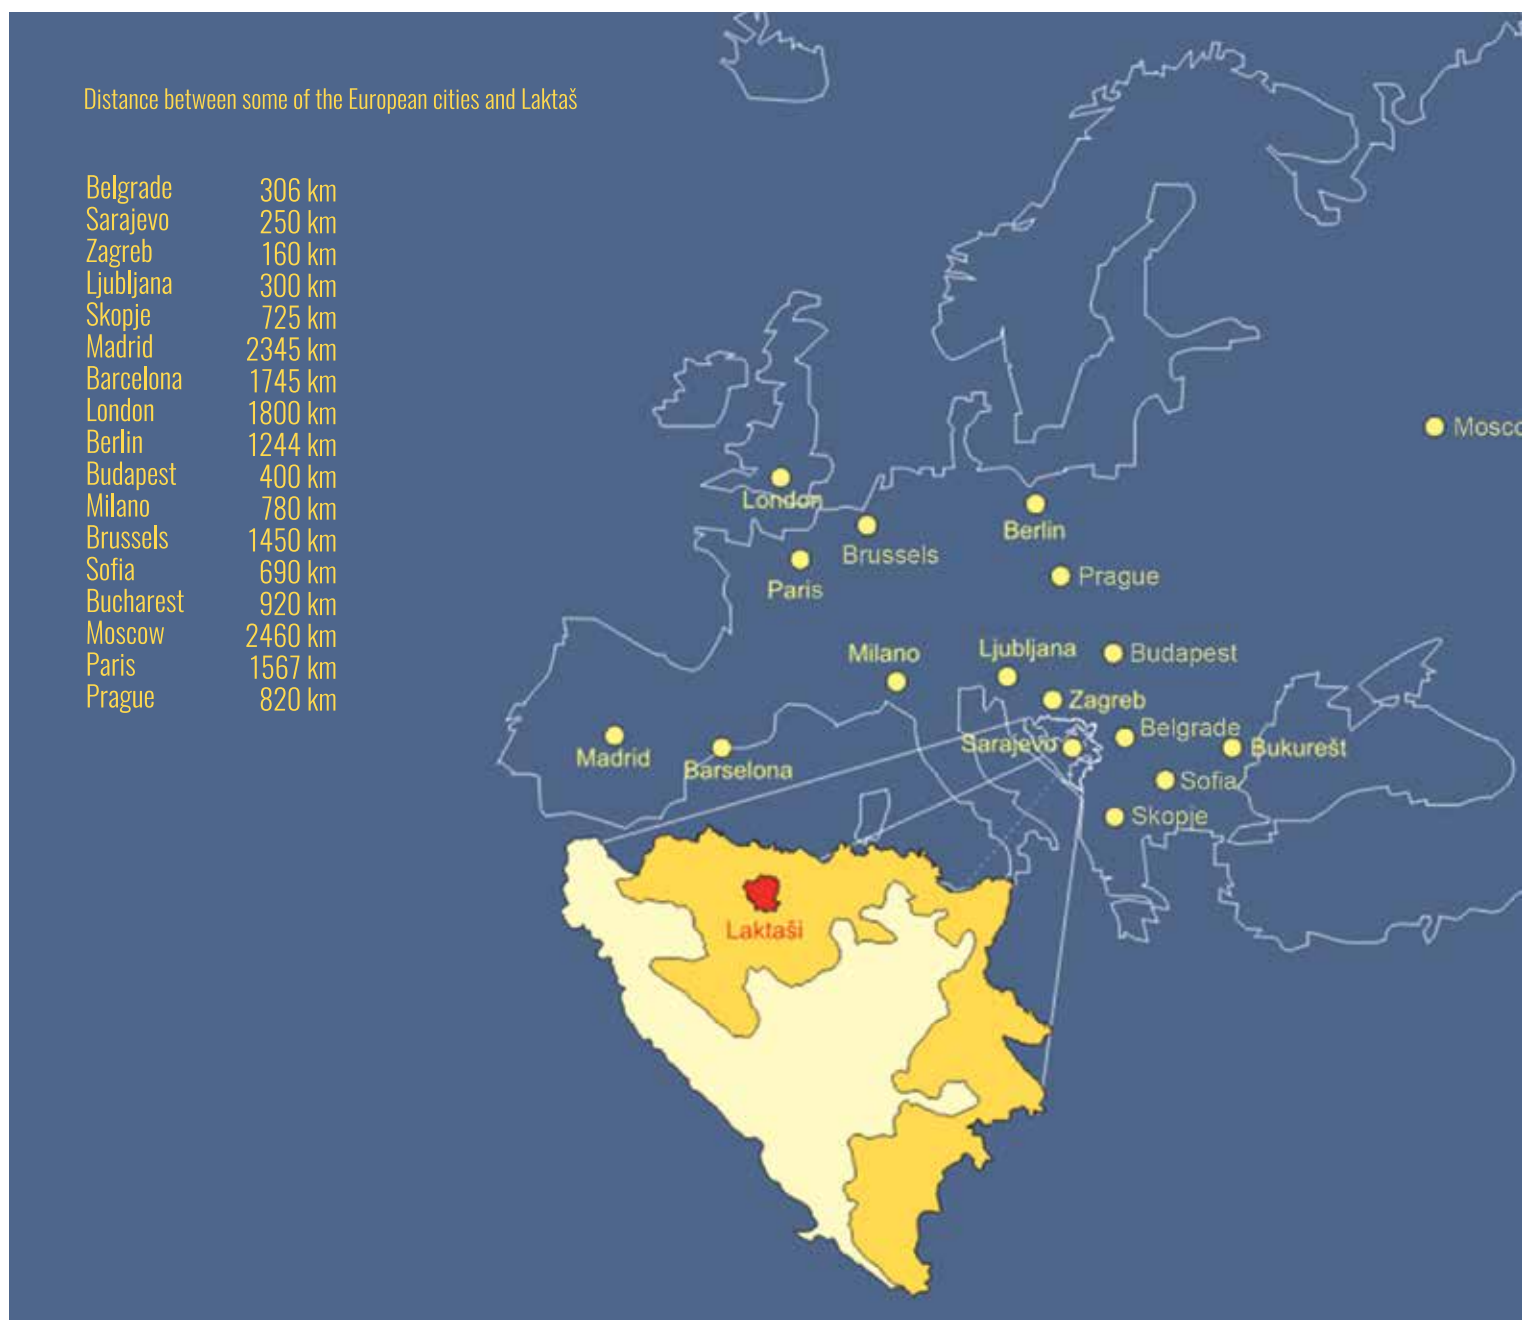 Distance between some of the European cities and Laktaš
Belgrade 306 km
Sarajevo 250 km
Zagreb 160 km
Ljubljana 300 km
Skopje 725 km
Madrid 2345 km
Barcelona 1745 km
London 1800 km
Berlin 1244 km
Budapest 400 km
Milano 780 km
Brussels 1450 km
Sofia 690 km
Bucharest 920 km
Moscow 2460 km
Paris 1567 km
Prague 820 km
Mosco
London
Berlin
Brussels
Prague
Paris
Milano
Ljubljana
Budapest
Zagreb
Belgrade
Sarajevo
Bukurešt
Madrid
Barselona
Sofia
Skopje
Laktaši